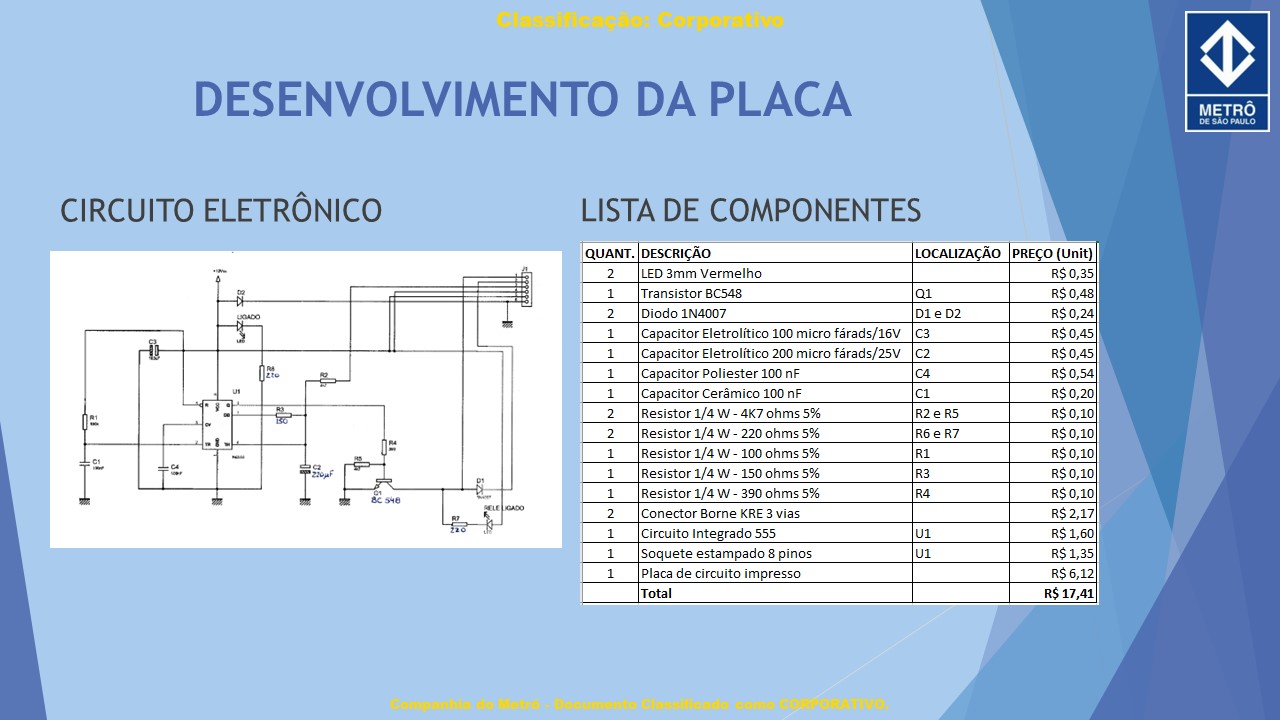 Classificação: Corporativo
METRÔ
DE SÃO PAULO
DESENVOLVIMENTO DA PLACA
CIRCUITO ELETRÔNICO
J1
D2
LIGADO
LED
C3
R6
220
R2
U1
R3
150
R1
C1
C4
C2
220µF
R4
R5
Q1
BC 548
D1
RELE LIGADO
R7
220
LISTA DE COMPONENTES
QUANT. DESCRIÇÃO LOCALIZAÇÃO PREÇO (Unit)
2 LED 3mm Vermelho R$ 0,35
1 Transistor BC548 Q1 R$ 0,48
2 Diodo 1N4007 D1 e D2 R$ 0,24
1 Capacitor Eletrolítico 100 micro fárads/16V C3 R$ 0,45
1 Capacitor Eletrolítico 200 micro fárads/25V C2 R$ 0,45
1 Capacitor Poliester 100 nF C4 R$ 0,54
1 Capacitor Cerâmico 100 nF C1 R$ 0,20
2 Resistor 1/4 W - 4K7 ohms 5% R2 e R5 R$ 0,10
2 Resistor 1/4 W - 220 ohms 5% R6 e R7 R$ 0,10
1 Resistor 1/4 W - 100 ohms 5% R1 R$ 0,10
1 Resistor 1/4 W - 150 ohms 5% R3 R$ 0,10
1 Resistor 1/4 W - 390 ohms 5% R4 R$ 0,10
2 Conector Borne KRE 3 vias R$ 2,17
1 Circuito Integrado 555 U1 R$ 1,60
1 Soquete estampado 8 pinos U1 R$ 1,35
1 Placa de circuito impresso R$ 6,12
Total R$ 17,41
Companhia do Metrô - Documento Classificado como CORPORATIVO.